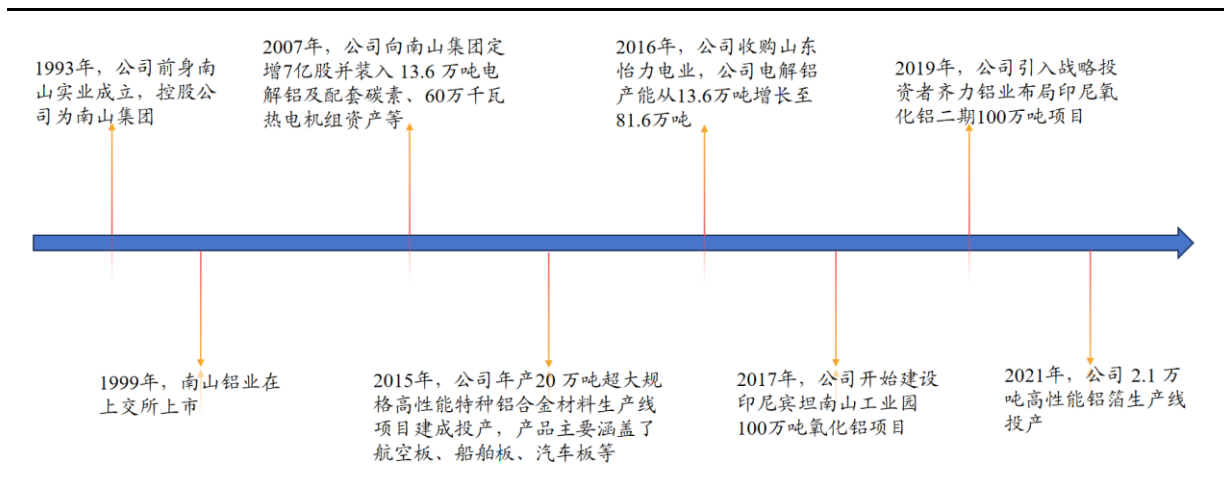 1993年，公司前身南
山实业成立，控股公
司为南山集团
2007年，公司向南山集团定
增7亿股并装入 13.6 万吨电
解铝及配套碳素、60万千瓦
热电机组资产等
2016年，公司收购山东
怡力电业，公司电解铝
产能从13.6万吨增长至
81.6万吨
2019年，公司引入战略投
资者齐力铝业布局印尼氧
化铝二期100万吨项目
1999年，南山铝业在
上交所上市
2015年，公司年产20 万吨超大规
格高性能特种铝合金材料生产线
项目建成投产，产品主要涵盖了
航空板、船舶板、汽车板等
2017年，公司开始建设
印尼宾坦南山工业园
100万吨氧化铝项目
2021年，公司 2.1 万
吨高性能铝箔生产线
投产